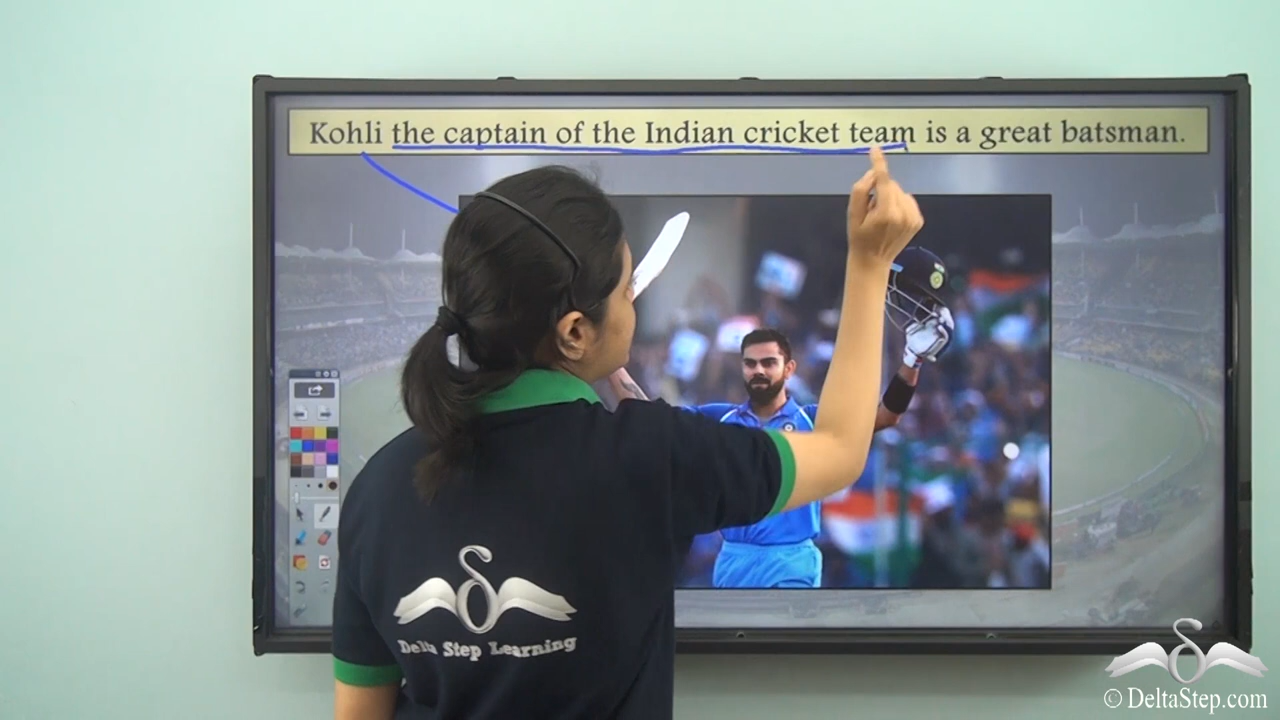 Kohli the captain of the Indian cricket team is a great batsman.
Delta Step Learning
© DeltaStep.com